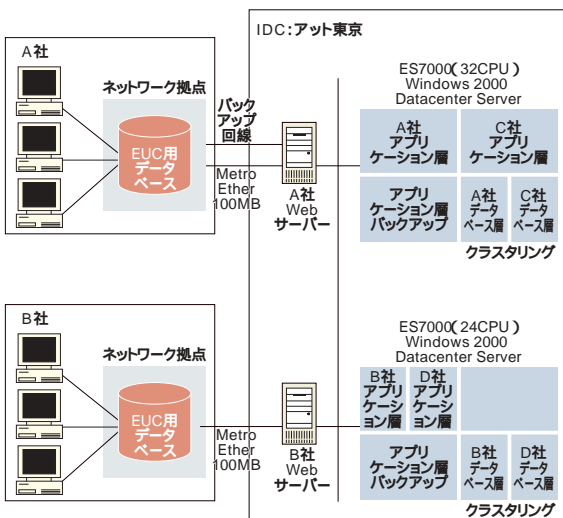 IDC:アット東京
A社
ネットワーク拠点
EUC用
データ
ベース
バック
アップ
回線
Metro
Ether
100MB
A社
Web
サーバー
ES7000(32CPU)
Windows 2000
Datacenter Server
A社
アプリ
ケーション層
C社
アプリ
ケーション層
アプリ
ケーション層
バックアップ
A社
データ
ベース層
C社
データ
ベース層
クラスタリング
B社
ネットワーク拠点
EUC用
データ
ベース
Metro
Ether
100MB
B社
Web
サーバー
ES7000(24CPU)
Windows 2000
Datacenter Server
B社
アプリ
ケーシ
ョン層
D社
アプリ
ケーシ
ョン層
アプリ
ケーション層
バックアップ
B社
データ
ベース層
D社
データ
ベース層
クラスタリング